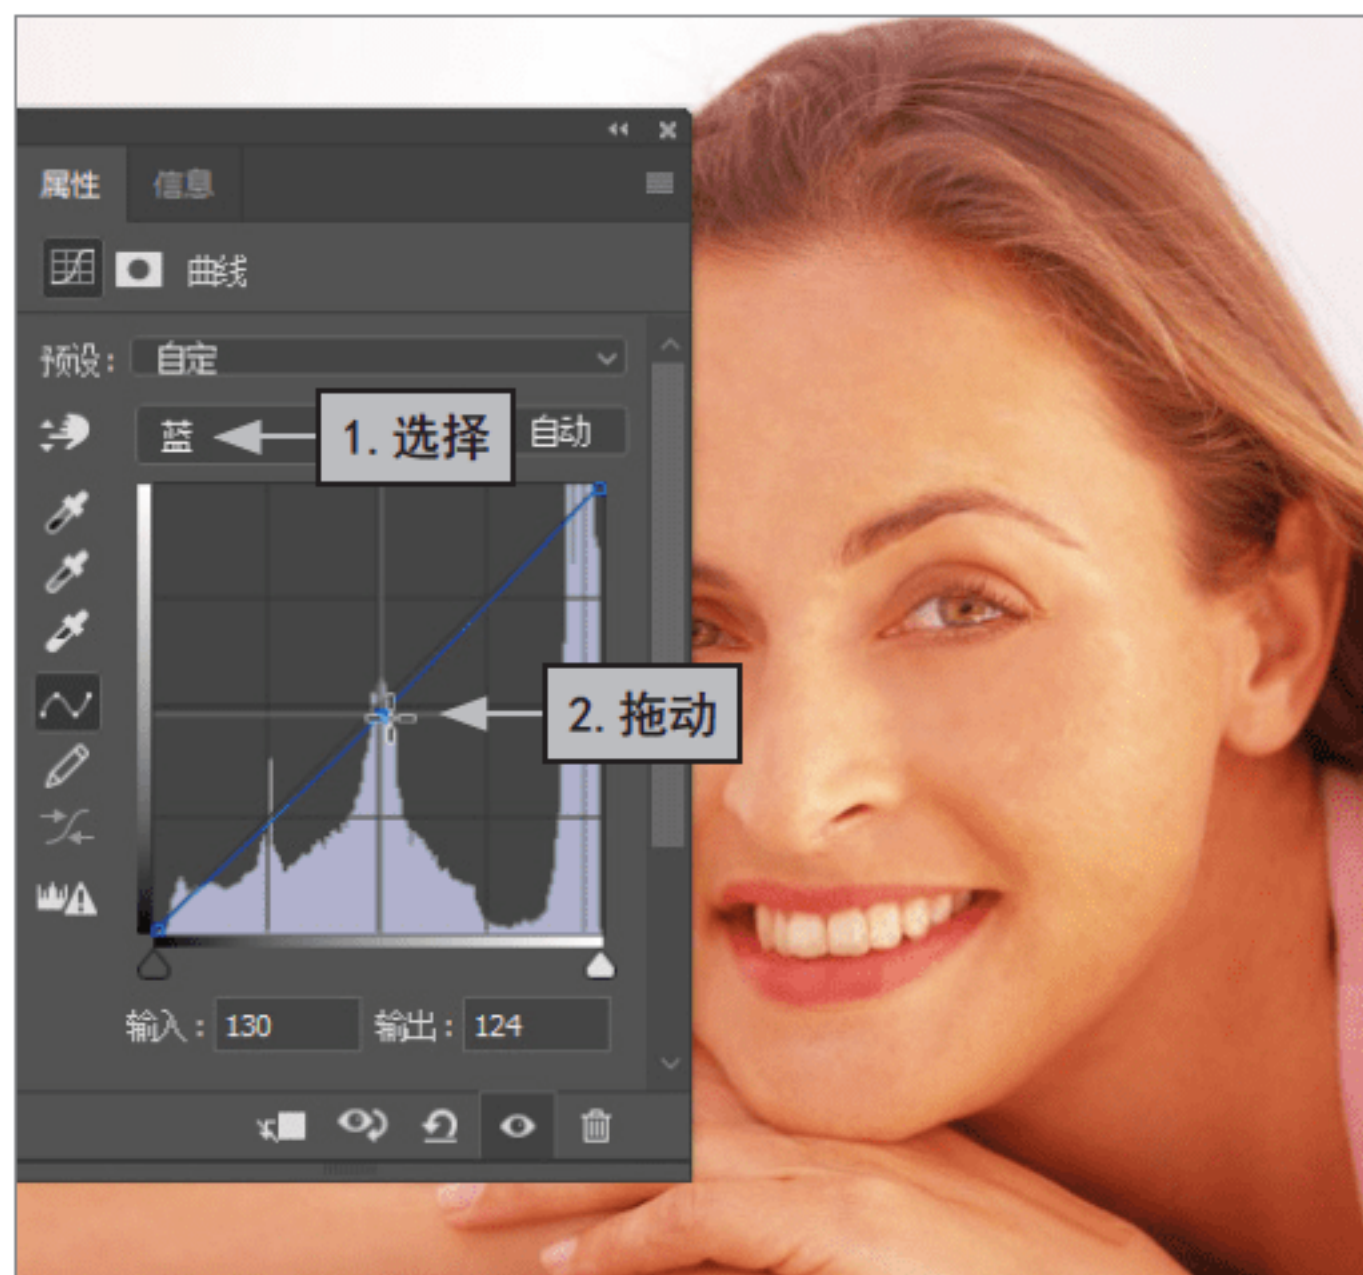 属性 信息
曲线
预设： 自定
蓝 1. 选择 自动
2. 拖动
输入： 130 输出： 124